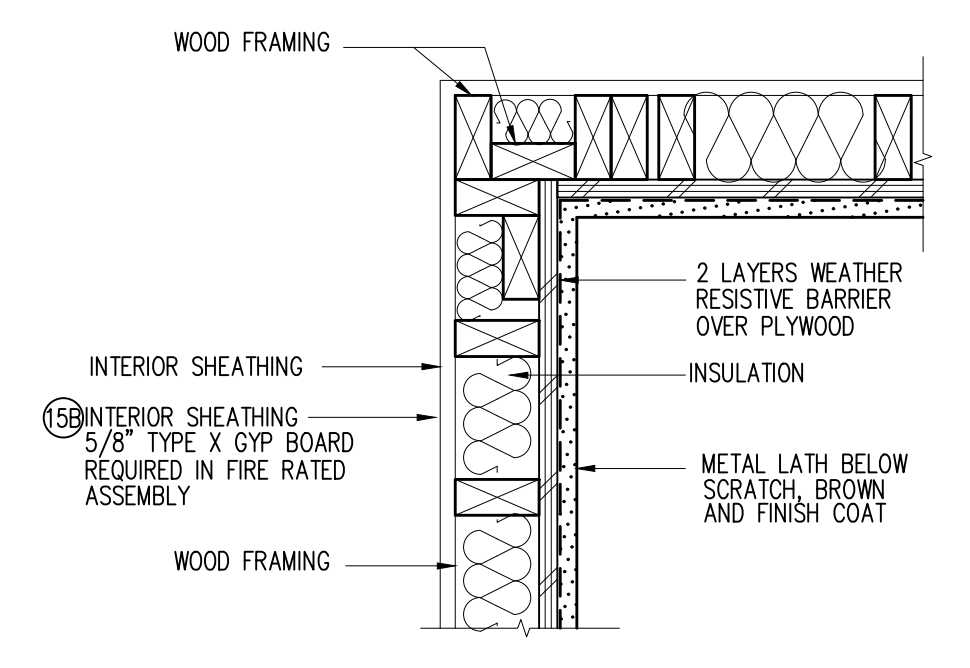 WOOD FRAMING
2 LAYERS WEATHER
RESISTIVE BARRIER
OVER PLYWOOD
INTERIOR SHEATHING
INSULATION
15B INTERIOR SHEATHING
5/8" TYPE X GYP BOARD
REQUIRED IN FIRE RATED
ASSEMBLY
METAL LATH BELOW
SCRATCH, BROWN
AND FINISH COAT
WOOD FRAMING